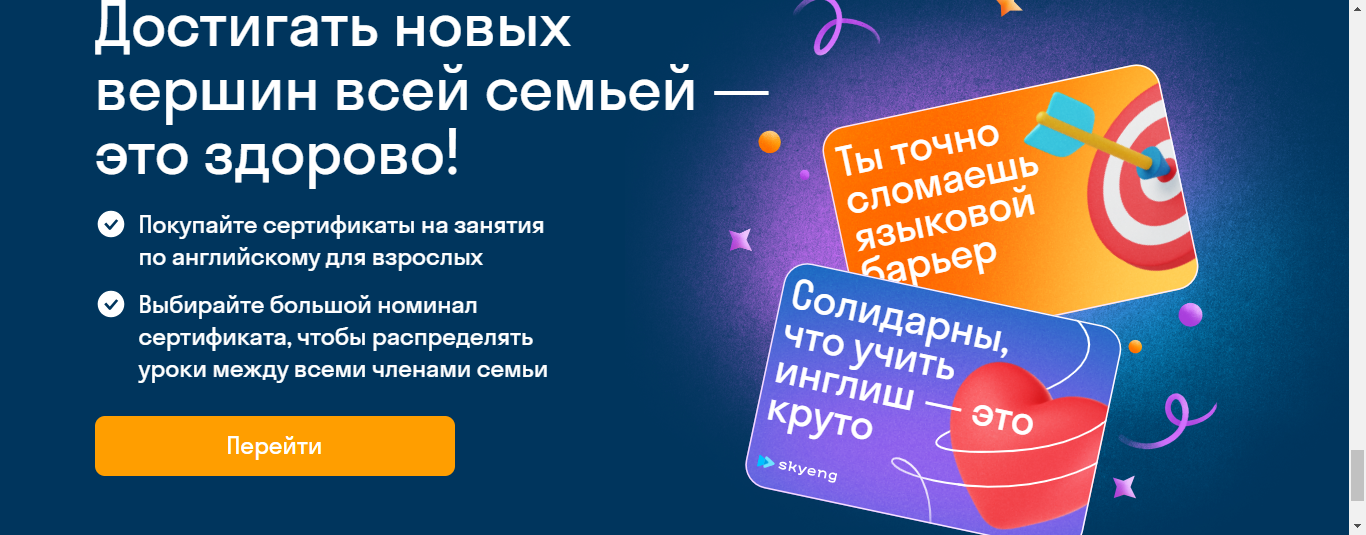 Достигать новых
вершин всей семьей —
это здорово!
Покупайте сертификаты на занятия
по английскому для взрослых
Выбирайте большой номинал
сертификата, чтобы распределять
уроки между всеми членами семьи
Перейти
Ты точно
сломаешь
языковой
барьер
Солидарны,
что учить
инглиш — это
круто
skyeng